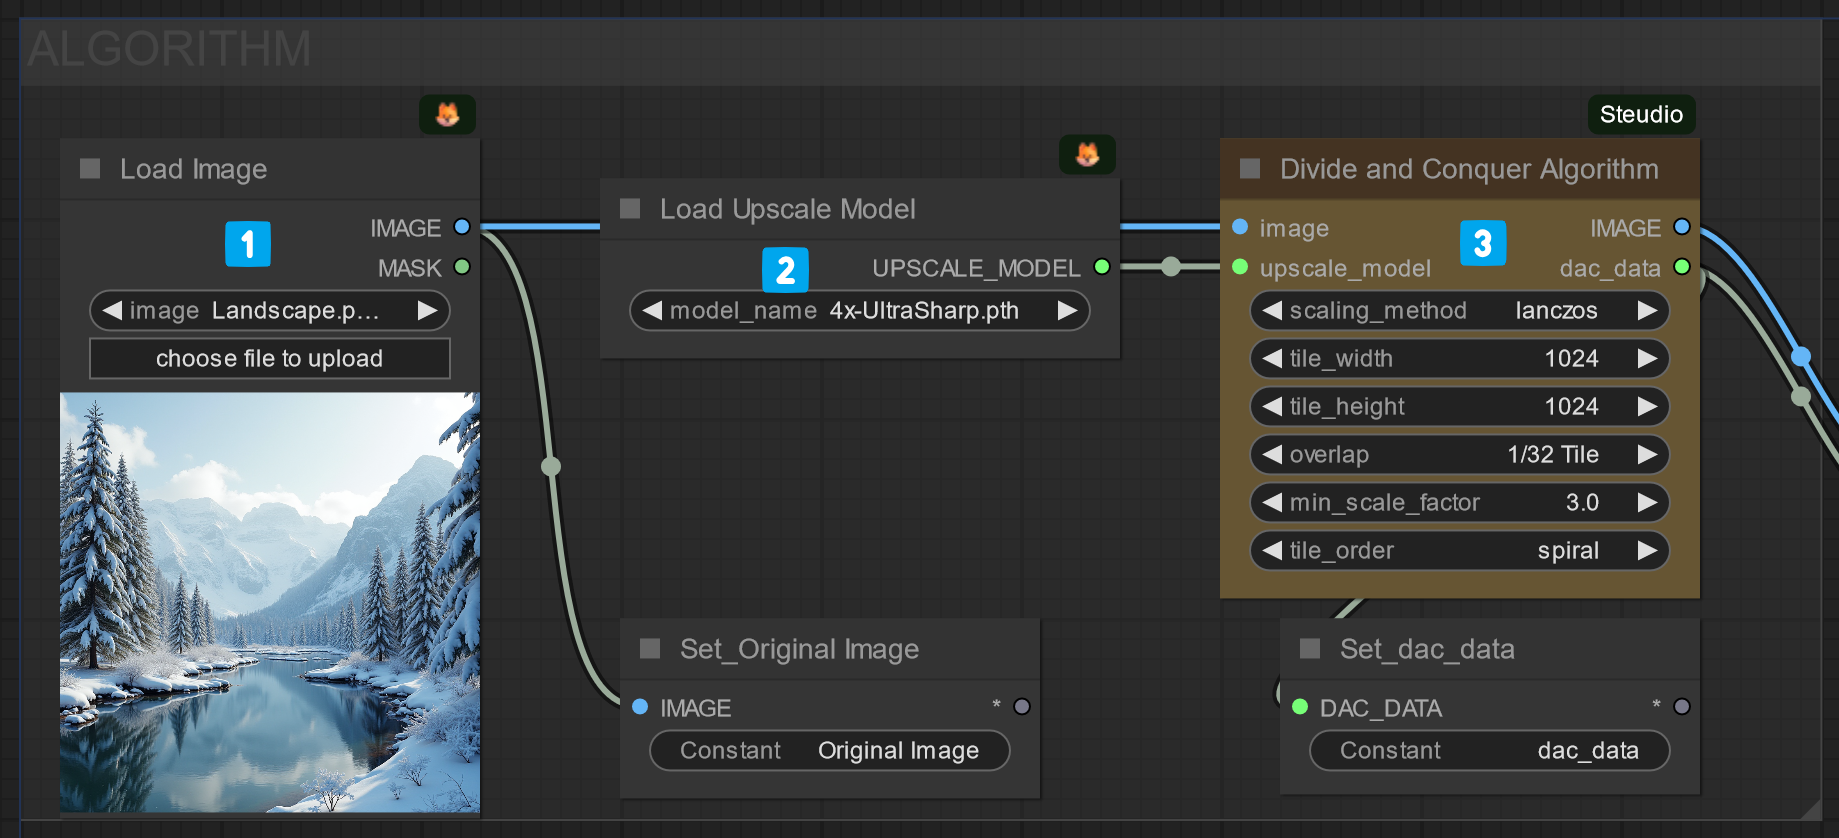 ALGORITHM
Load Image
1
IMAGE
MASK
image Landscape.p...
choose file to upload
Load Upscale Model
2
UPSCALE_MODEL
model_name 4x-UltraSharp.pth
Steudio
Divide and Conquer Algorithm
image 3 IMAGE
upscale_model dac_data
scaling_method lanczos
tile_width 1024
tile_height 1024
overlap 1/32 Tile
min_scale_factor 3.0
tile_order spiral
Set_Original Image
IMAGE *
Constant Original Image
Set_dac_data
DAC_DATA *
Constant dac_data